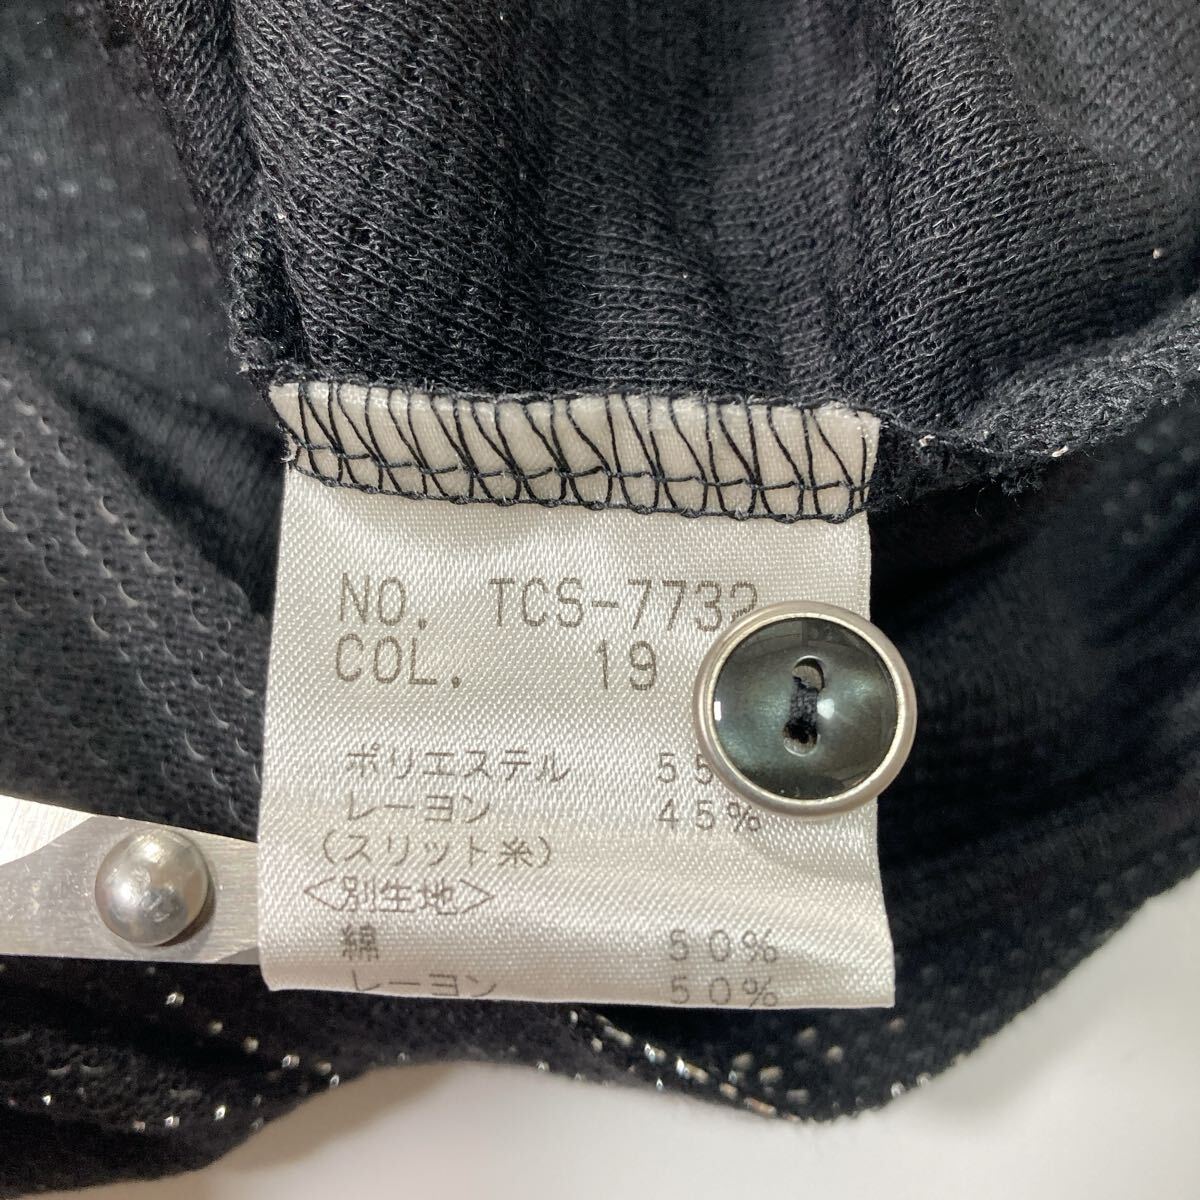 NO. TCS-7732
COL. 19
ポリエステル
レーヨン 45%
(スリット糸)
<別生地>
綿 50%
レーヨン 50%